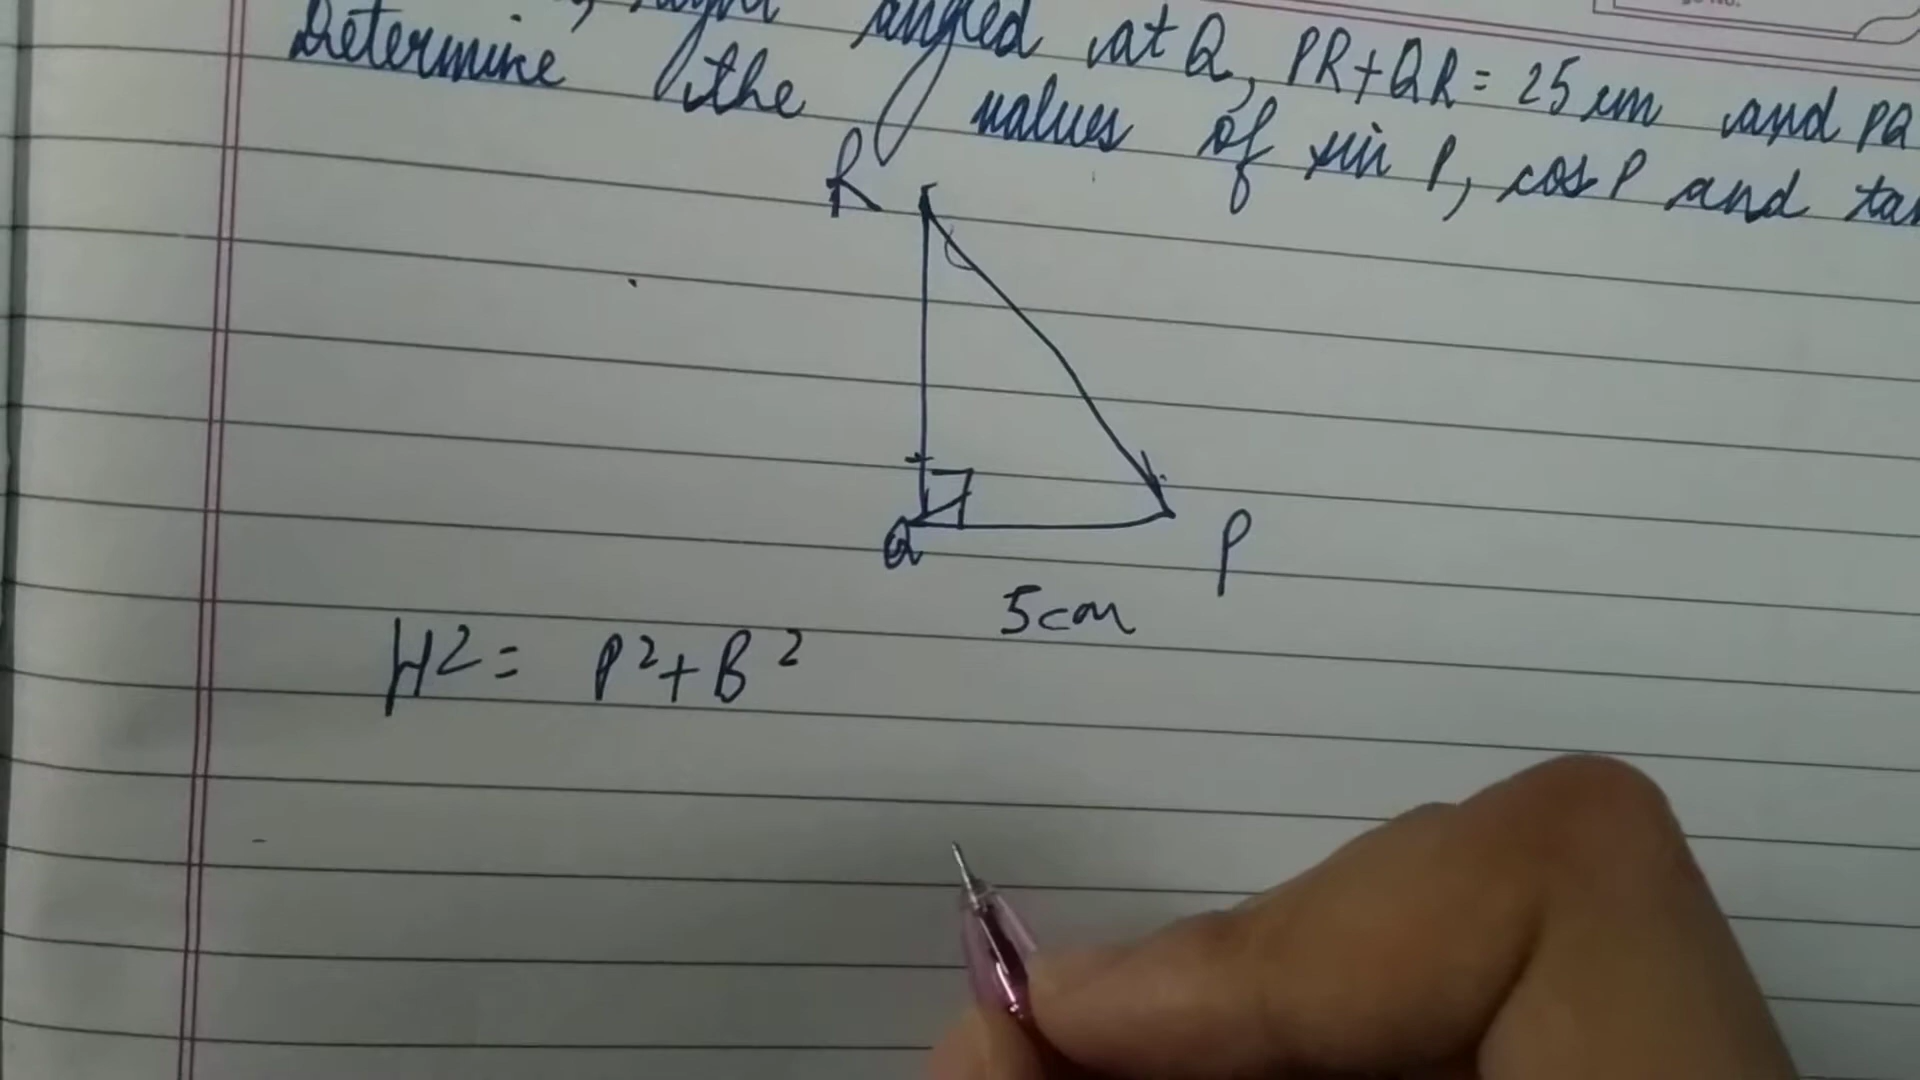 right angled at Q, PR+QR = 25 cm and PQ
Determine the values of sin P, cos P and tan
R
Q
P
5cm
H2 = P²+B²